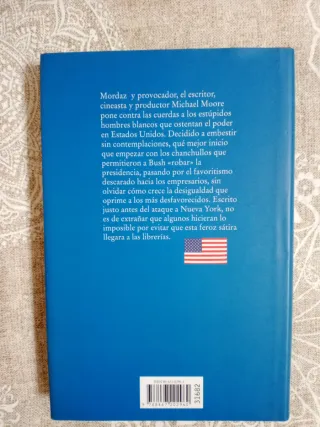 Mordaz y provocador, el escritor,
cineasta y productor Michael Moore
pone contra las cuerdas a los estúpidos
hombres blancos que ostentan el poder
en Estados Unidos. Decidido a embestir
sin contemplaciones, qué mejor inicio
que empezar con los chanchullos que
permitieron a Bush «robar» la
presidencia, pasando por el favoritismo
descarado hacia los empresarios, sin
olvidar cómo crece la desigualdad que
oprime a los más desfavorecidos. Escrito
justo antes del ataque a Nueva York, no
es de extrañar que algunos hicieran lo
imposible por evitar que esta feroz sátira
llegara a las librerías.
31682